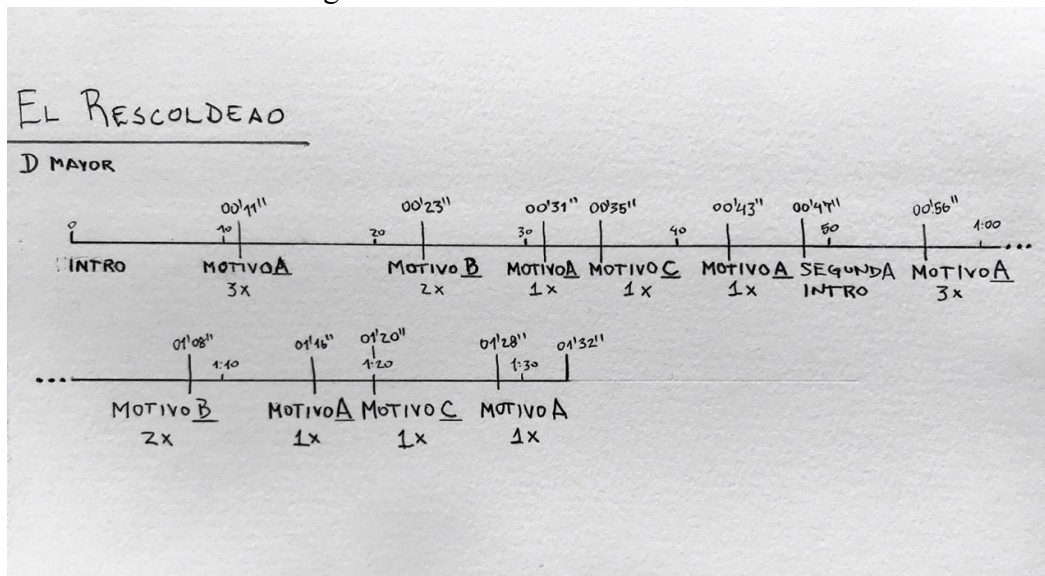 EL RESCOLDEAO
D MAYOR
00'11" 00'23" 00'31" 00'35" 00'43" 00'47" 00'56"
0 10 20 30 40 50 1:00
INTRO MOTIVO A MOTIVO B MOTIVO A MOTIVO C MOTIVO A SEGUNDA INTRO MOTIVO A
3x 2x 1x 1x 1x 3x
01'08" 01'16" 01'20" 01'28" 01'32"
1:10 1:20 1:30
MOTIVO B MOTIVO A MOTIVO C MOTIVO A
2x 1x 1x 1x